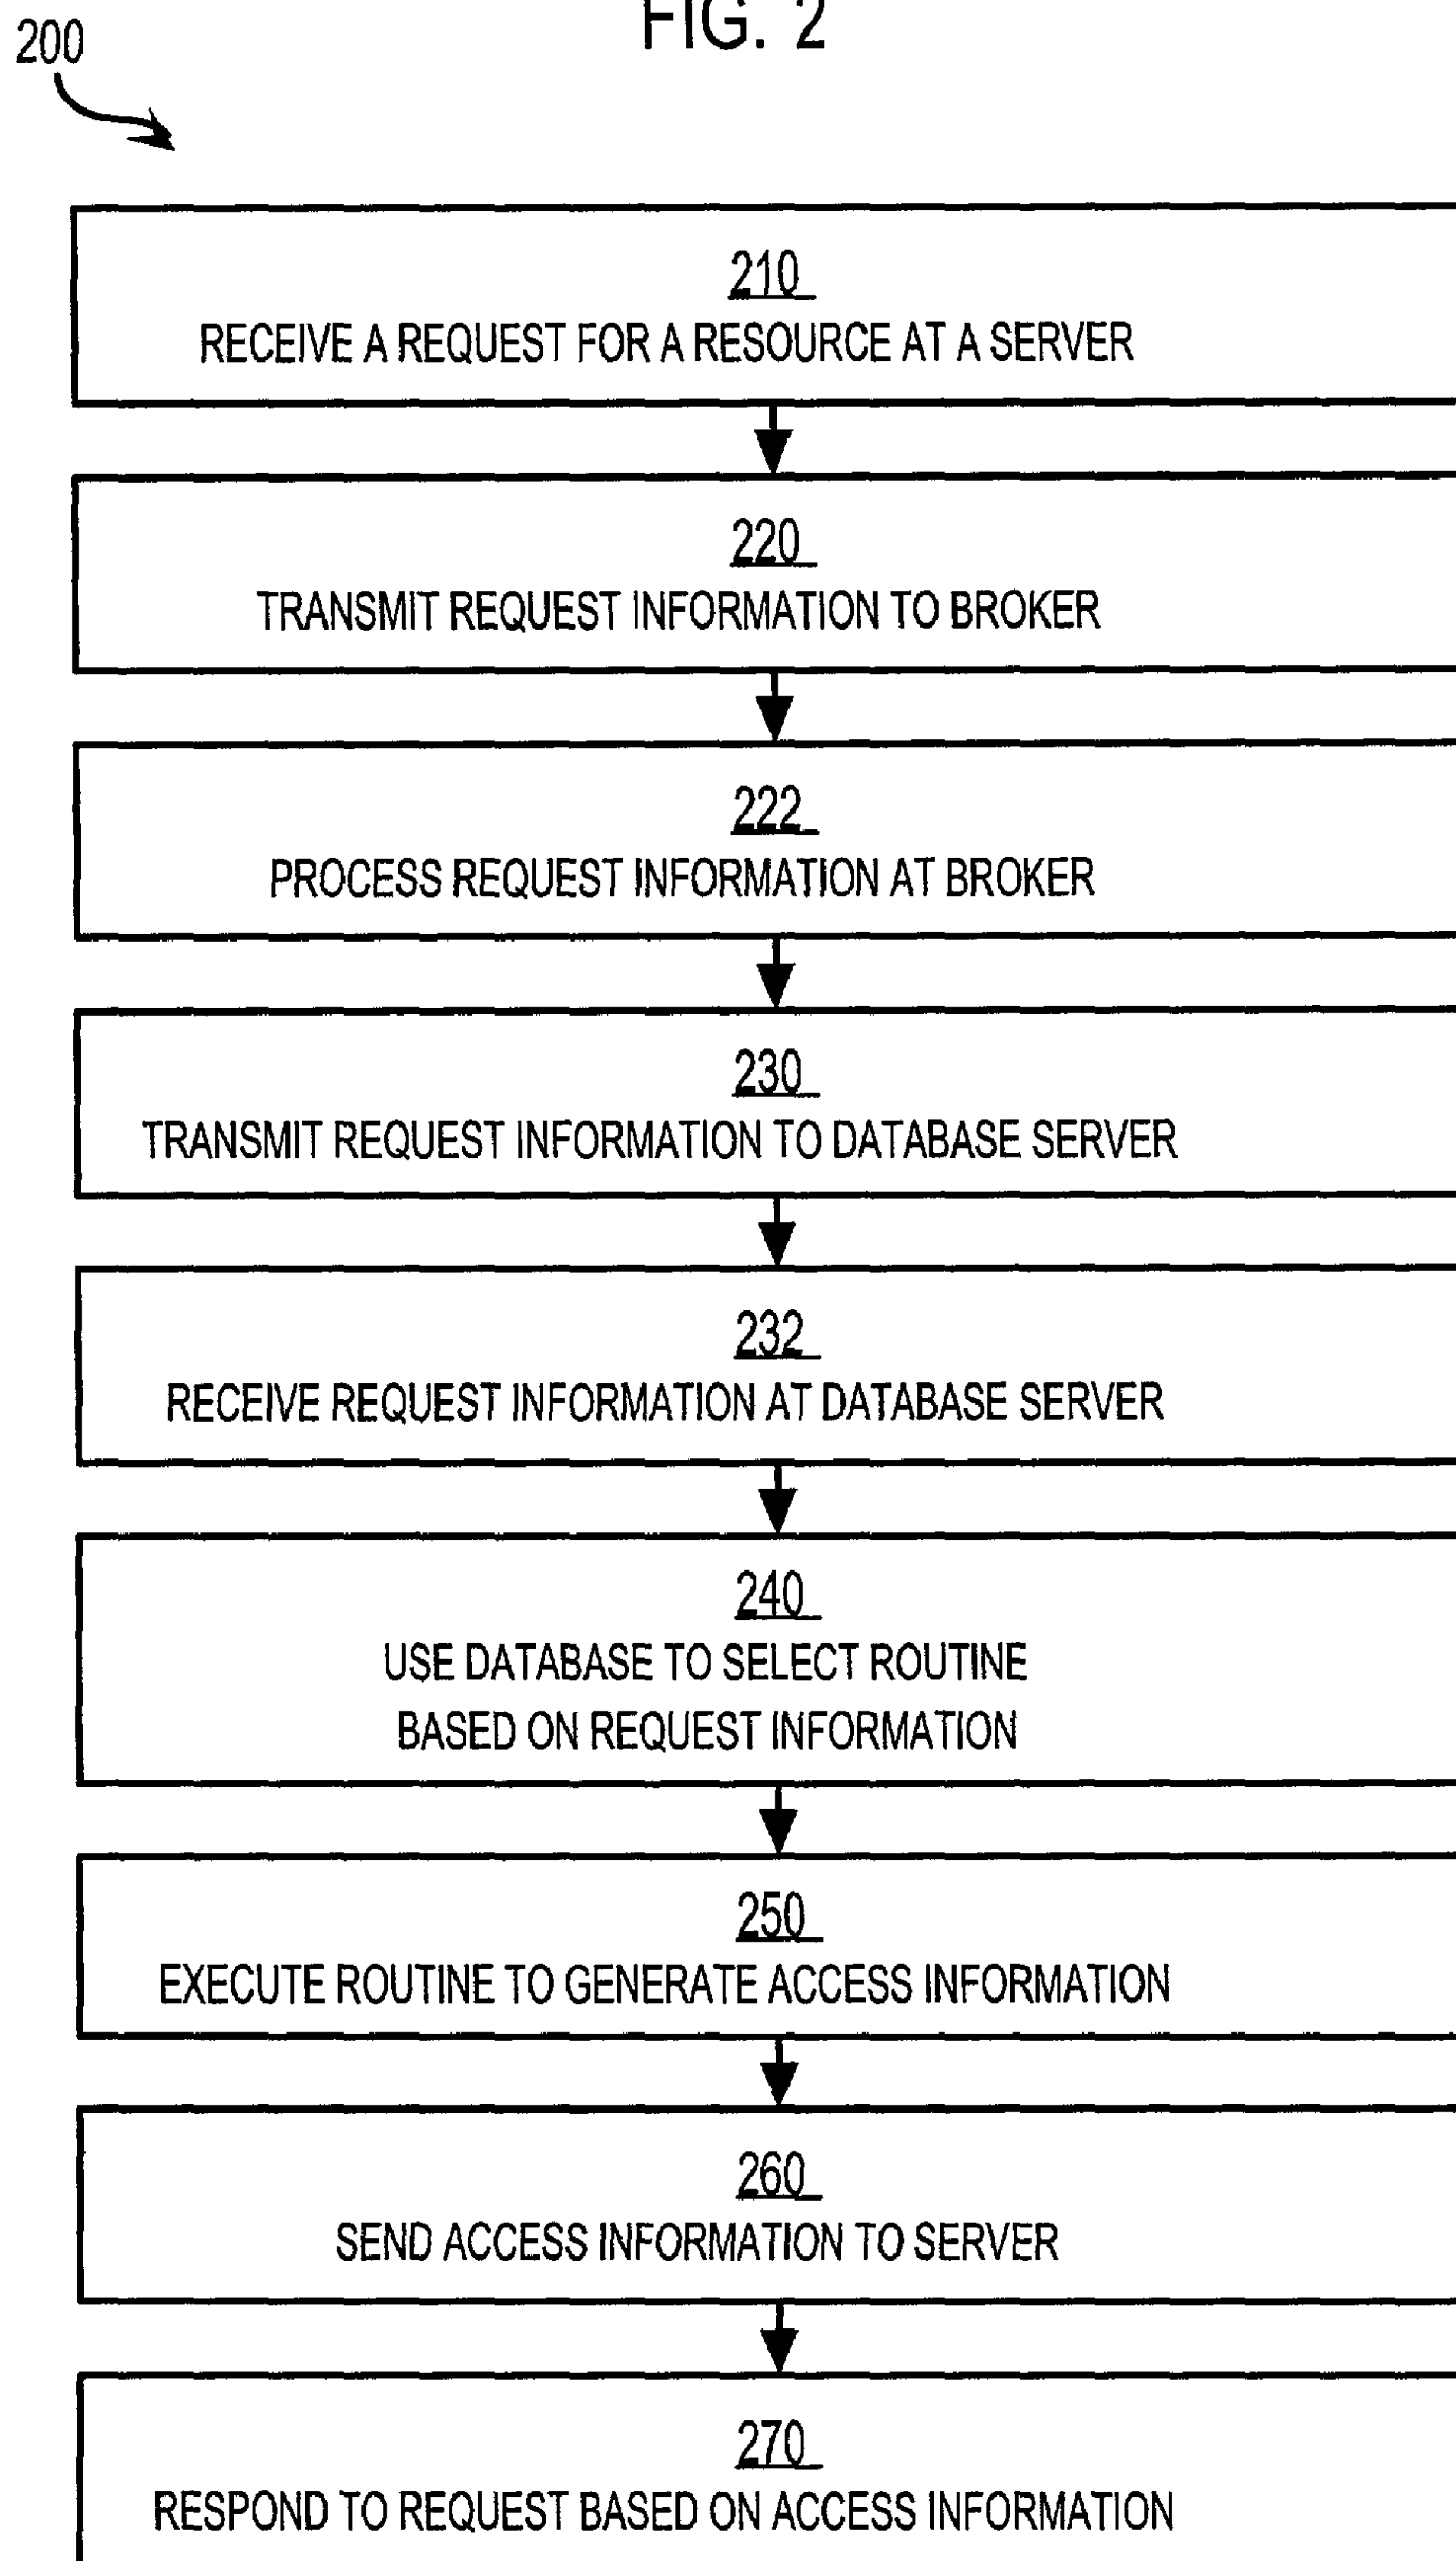 FIG. 2
200
210
RECEIVE A REQUEST FOR A RESOURCE AT A SERVER
220
TRANSMIT REQUEST INFORMATION TO BROKER
222
PROCESS REQUEST INFORMATION AT BROKER
230
TRANSMIT REQUEST INFORMATION TO DATABASE SERVER
232
RECEIVE REQUEST INFORMATION AT DATABASE SERVER
240
USE DATABASE TO SELECT ROUTINE
BASED ON REQUEST INFORMATION
250
EXECUTE ROUTINE TO GENERATE ACCESS INFORMATION
260
SEND ACCESS INFORMATION TO SERVER
270
RESPOND TO REQUEST BASED ON ACCESS INFORMATION